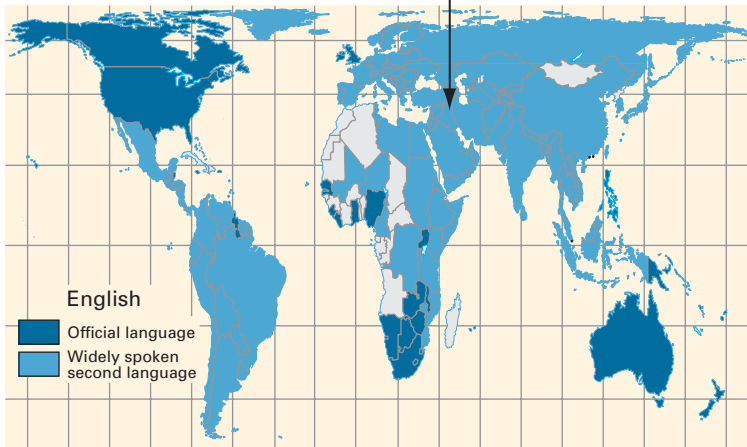 English
Official language
Widely spoken
second language